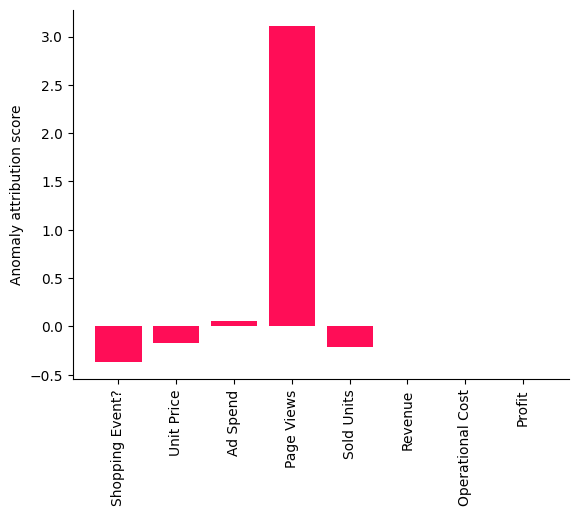 Anomaly attribution score
3.0
2.5
2.0
1.5
1.0
0.5
0.0
−0.5
Shopping Event?
Unit Price
Ad Spend
Page Views
Sold Units
Revenue
Operational Cost
Profit